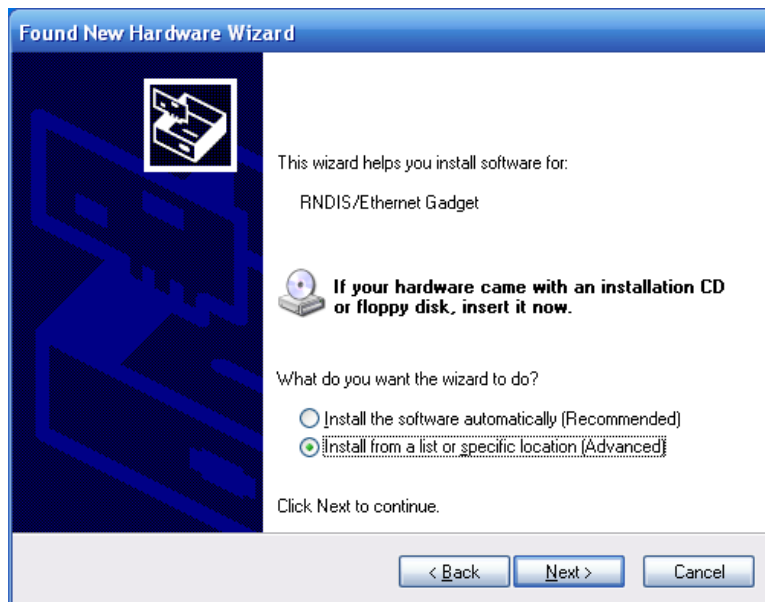 Found New Hardware Wizard
This wizard helps you install software for:
RNDIS/Ethernet Gadget
If your hardware came with an installation CD
or floppy disk, insert it now.
What do you want the wizard to do?
Install the software automatically (Recommended)
Install from a list or specific location (Advanced)
Click Next to continue.
< Back
Next >
Cancel